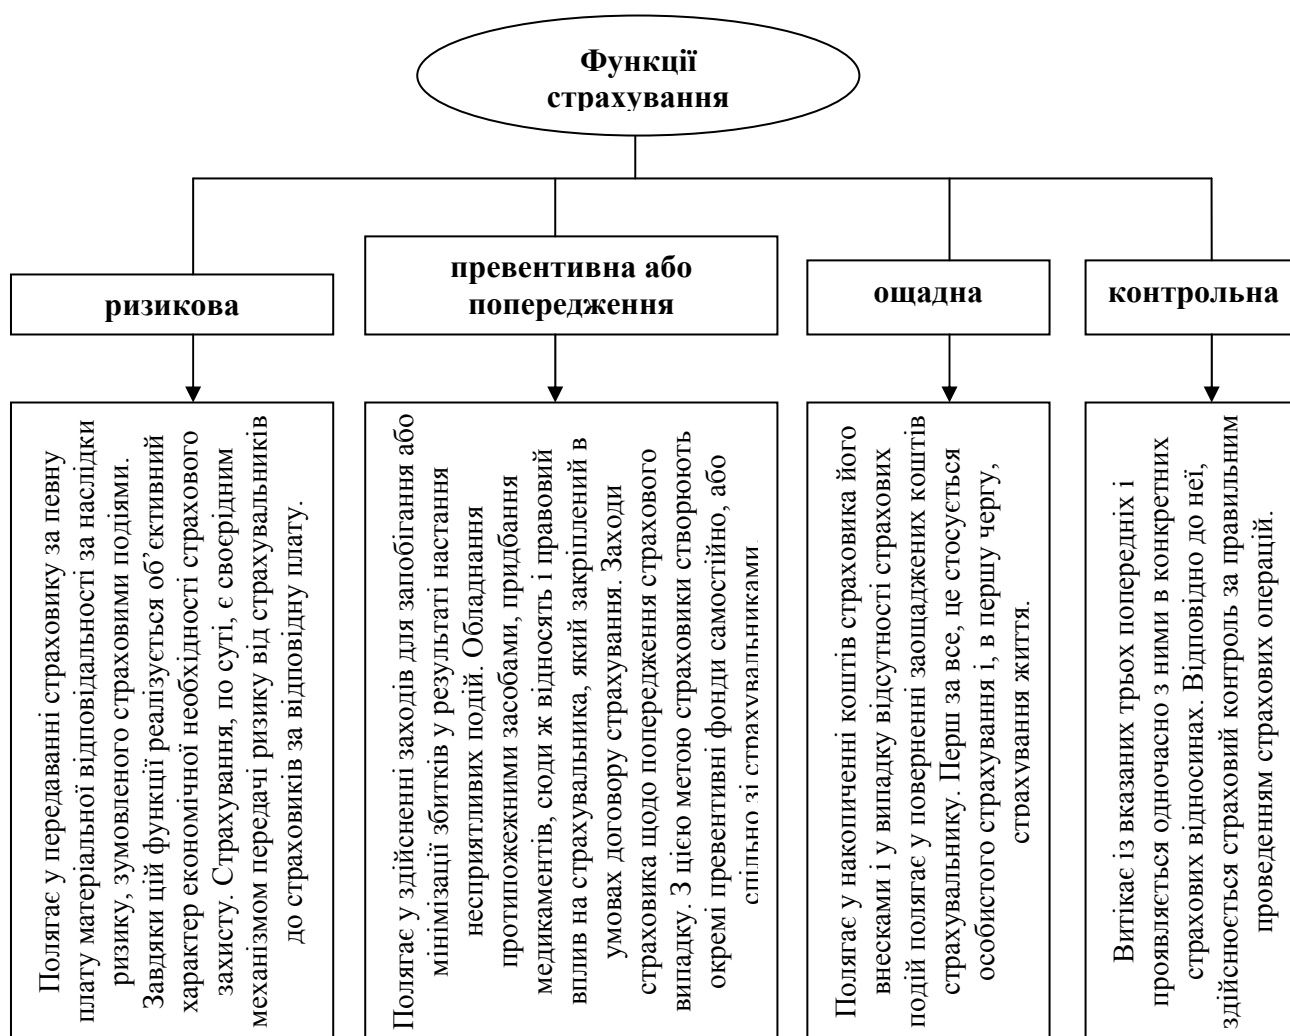 Функції
страхування
ризикова
превентивна або
попередження
ощадна
контрольна
Полягає у передаванні страховику за певну
плату матеріальної відповідальності за наслідки
ризику, зумовленого страховими подіями.
Завдяки цій функції реалізується об’єктивний
характер економічної необхідності страхового
захисту. Страхування, по суті, є своєрідним
механізмом передачі ризику від страхувальників
до страховиків за відповідну плату.
Полягає у здійсненні заходів для запобігання або
мінімізації збитків у результаті настання
несприятливих подій. Обладнання
протипожежними засобами, придбання
медикаментів, сюди ж відносять і правовий
вплив на страхувальника, який закріплений в
умовах договору страхування. Заходи
страховика щодо попередження страхового
випадку. З цією метою страховики створюють
окремі превентивні фонди самостійно, або
спільно зі страхувальниками.
Полягає у накопиченні коштів страховика його
внесками і у випадку відсутності страхових
подій полягає у поверненні заощаджених коштів
страхувальнику. Перш за все, це стосується
особистого страхування і, в першу чергу,
страхування життя.
Витікає із вказаних трьох попередніх і
проявляється одночасно з ними в конкретних
страхових відносинах. Відповідно до неї,
здійснюється страховий контроль за правильним
проведенням страхових операцій.